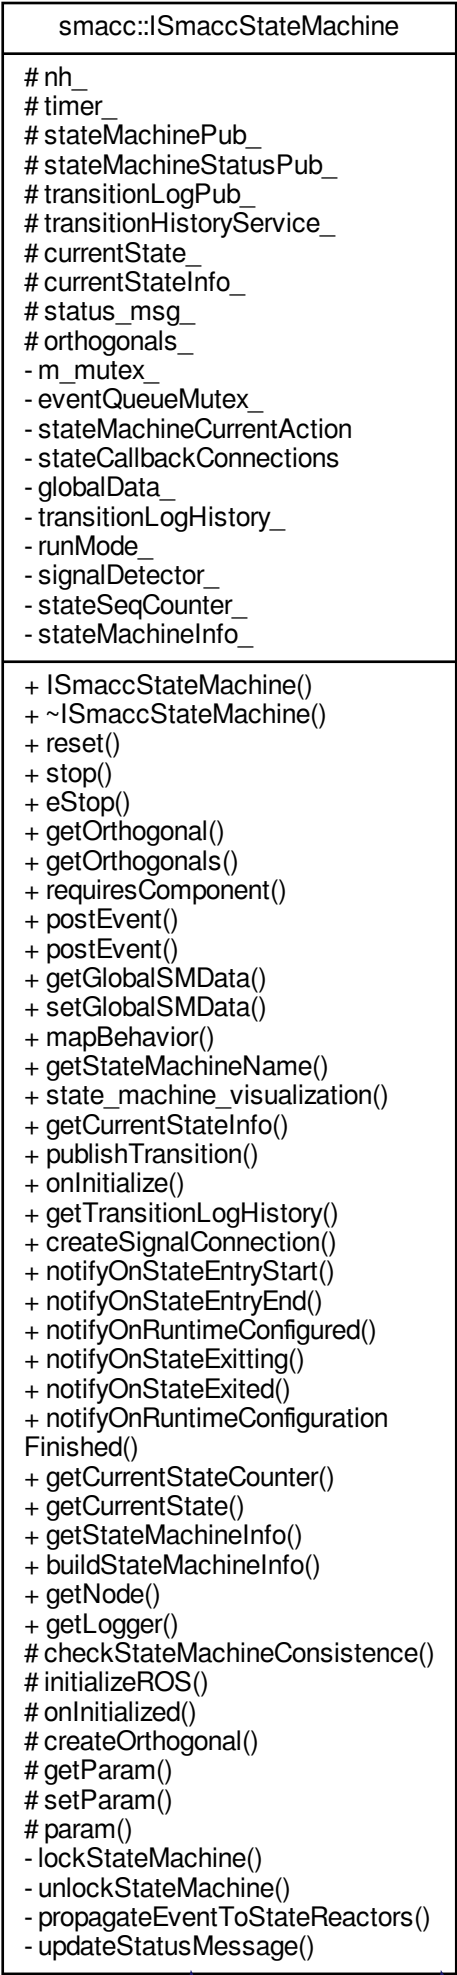 smacc::ISmaccStateMachine
# nh_
# timer_
# stateMachinePub_
# stateMachineStatusPub_
# transitionLogPub_
# transitionHistoryService_
# currentState_
# currentStateInfo_
# status_msg_
# orthogonals_
- m_mutex_
- eventQueueMutex_
- stateMachineCurrentAction
- stateCallbackConnections
- globalData_
- transitionLogHistory_
- runMode_
- signalDetector_
- stateSeqCounter_
- stateMachineInfo_
+ ISmaccStateMachine()
+ ~ISmaccStateMachine()
+ reset()
+ stop()
+ eStop()
+ getOrthogonal()
+ getOrthogonals()
+ requiresComponent()
+ postEvent()
+ postEvent()
+ getGlobalSMData()
+ setGlobalSMData()
+ mapBehavior()
+ getStateMachineName()
+ state_machine_visualization()
+ getCurrentStateInfo()
+ publishTransition()
+ onInitialize()
+ getTransitionLogHistory()
+ createSignalConnection()
+ notifyOnStateEntryStart()
+ notifyOnStateEntryEnd()
+ notifyOnRuntimeConfigured()
+ notifyOnStateExitting()
+ notifyOnStateExited()
+ notifyOnRuntimeConfiguration
Finished()
+ getCurrentStateCounter()
+ getCurrentState()
+ getStateMachineInfo()
+ buildStateMachineInfo()
+ getNode()
+ getLogger()
# checkStateMachineConsistence()
# initializeROS()
# onInitialized()
# createOrthogonal()
# getParam()
# setParam()
# param()
- lockStateMachine()
- unlockStateMachine()
- propagateEventToStateReactors()
- updateStatusMessage()